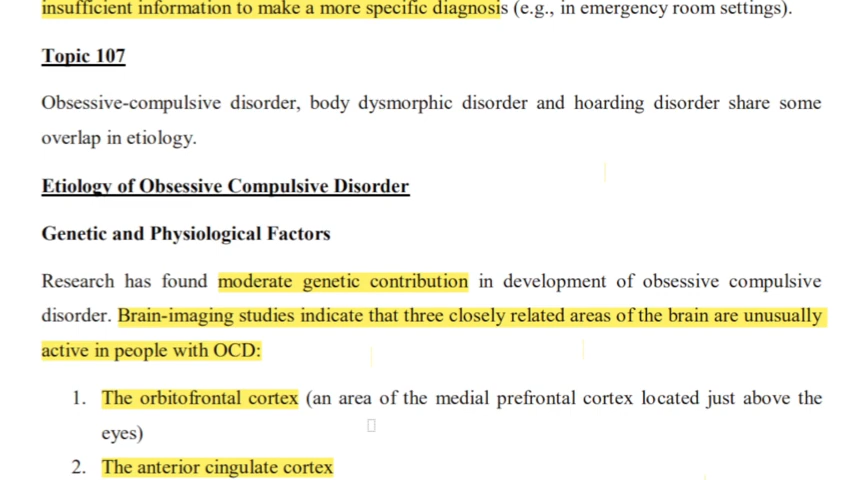 insufficient information to make a more specific diagnosis (e.g., in emergency room settings).
Topic 107
Obsessive-compulsive disorder, body dysmorphic disorder and hoarding disorder share some
overlap in etiology.
Etiology of Obsessive Compulsive Disorder
Genetic and Physiological Factors
Research has found moderate genetic contribution in development of obsessive compulsive
disorder. Brain-imaging studies indicate that three closely related areas of the brain are unusually
active in people with OCD:
1. The orbitofrontal cortex (an area of the medial prefrontal cortex located just above the
eyes)
2. The anterior cingulate cortex